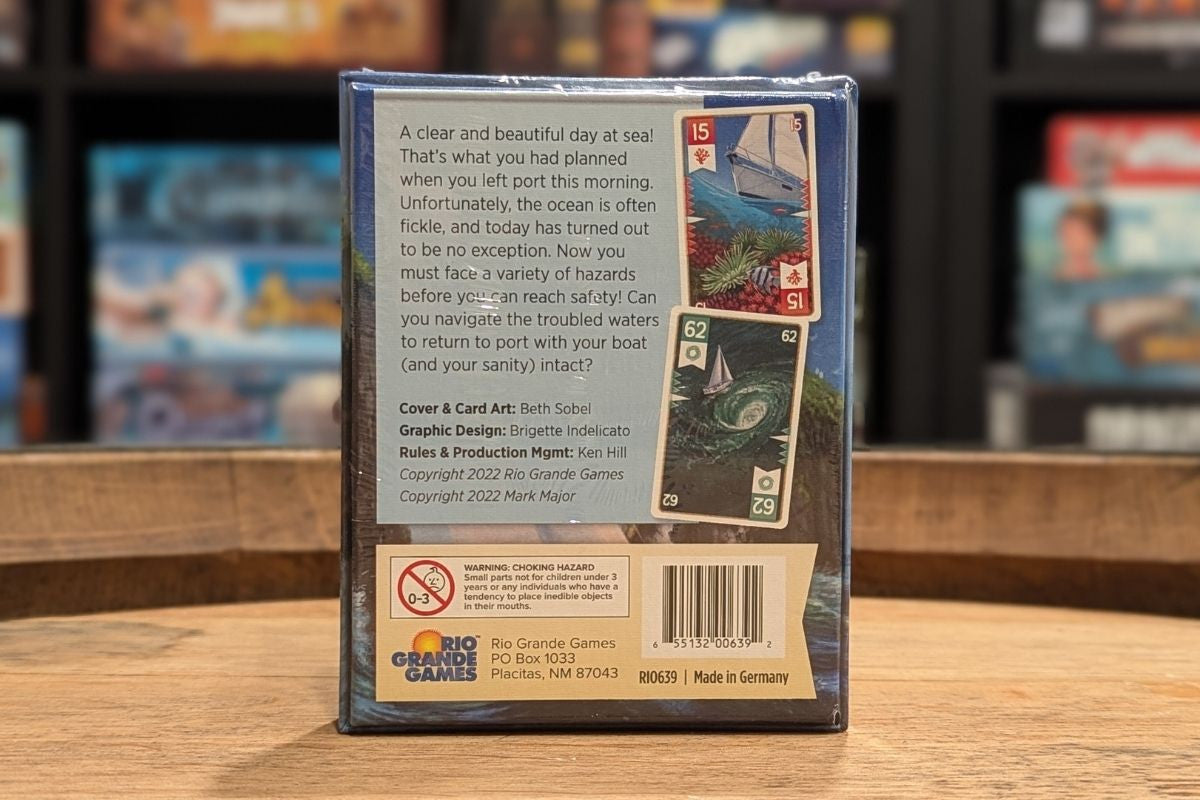 A clear and beautiful day at sea!
That's what you had planned
when you left port this morning.
Unfortunately, the ocean is often
fickle, and today has turned out
to be no exception. Now you
must face a variety of hazards
before you can reach safety! Can
you navigate the troubled waters
to return to port with your boat
(and your sanity) intact?
Cover & Card Art: Beth Sobel
Graphic Design: Brigette Indelicato
Rules & Production Mgmt: Ken Hill
Copyright 2022 Rio Grande Games
Copyright 2022 Mark Major
15
15
15
15
62
62
62
62
0-3
WARNING: CHOKING HAZARD
Small parts not for children under 3
years or any individuals who have a
tendency to place inedible objects
in their mouths.
RIO
GRANDE
GAMES
TM
Rio Grande Games
PO Box 1033
Placitas, NM 87043
6 55132 00639 2
RIO639 | Made in Germany